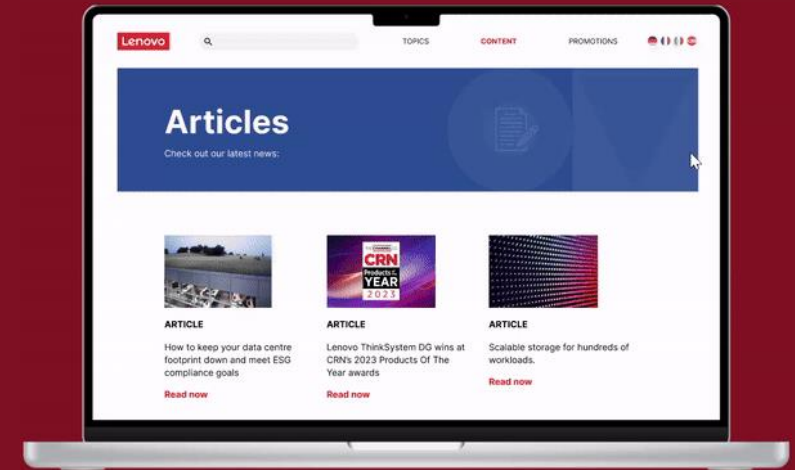 Lenovo
TOPICS
CONTENT
PROMOTIONS
Articles
Check out our latest news:
CRN
Products of the
YEAR
2023
ARTICLE
How to keep your data centre
footprint down and meet ESG
compliance goals
Read now
ARTICLE
Lenovo ThinkSystem DG wins at
CRN's 2023 Products Of The
Year awards
Read now
ARTICLE
Scalable storage for hundreds of
workloads.
Read now